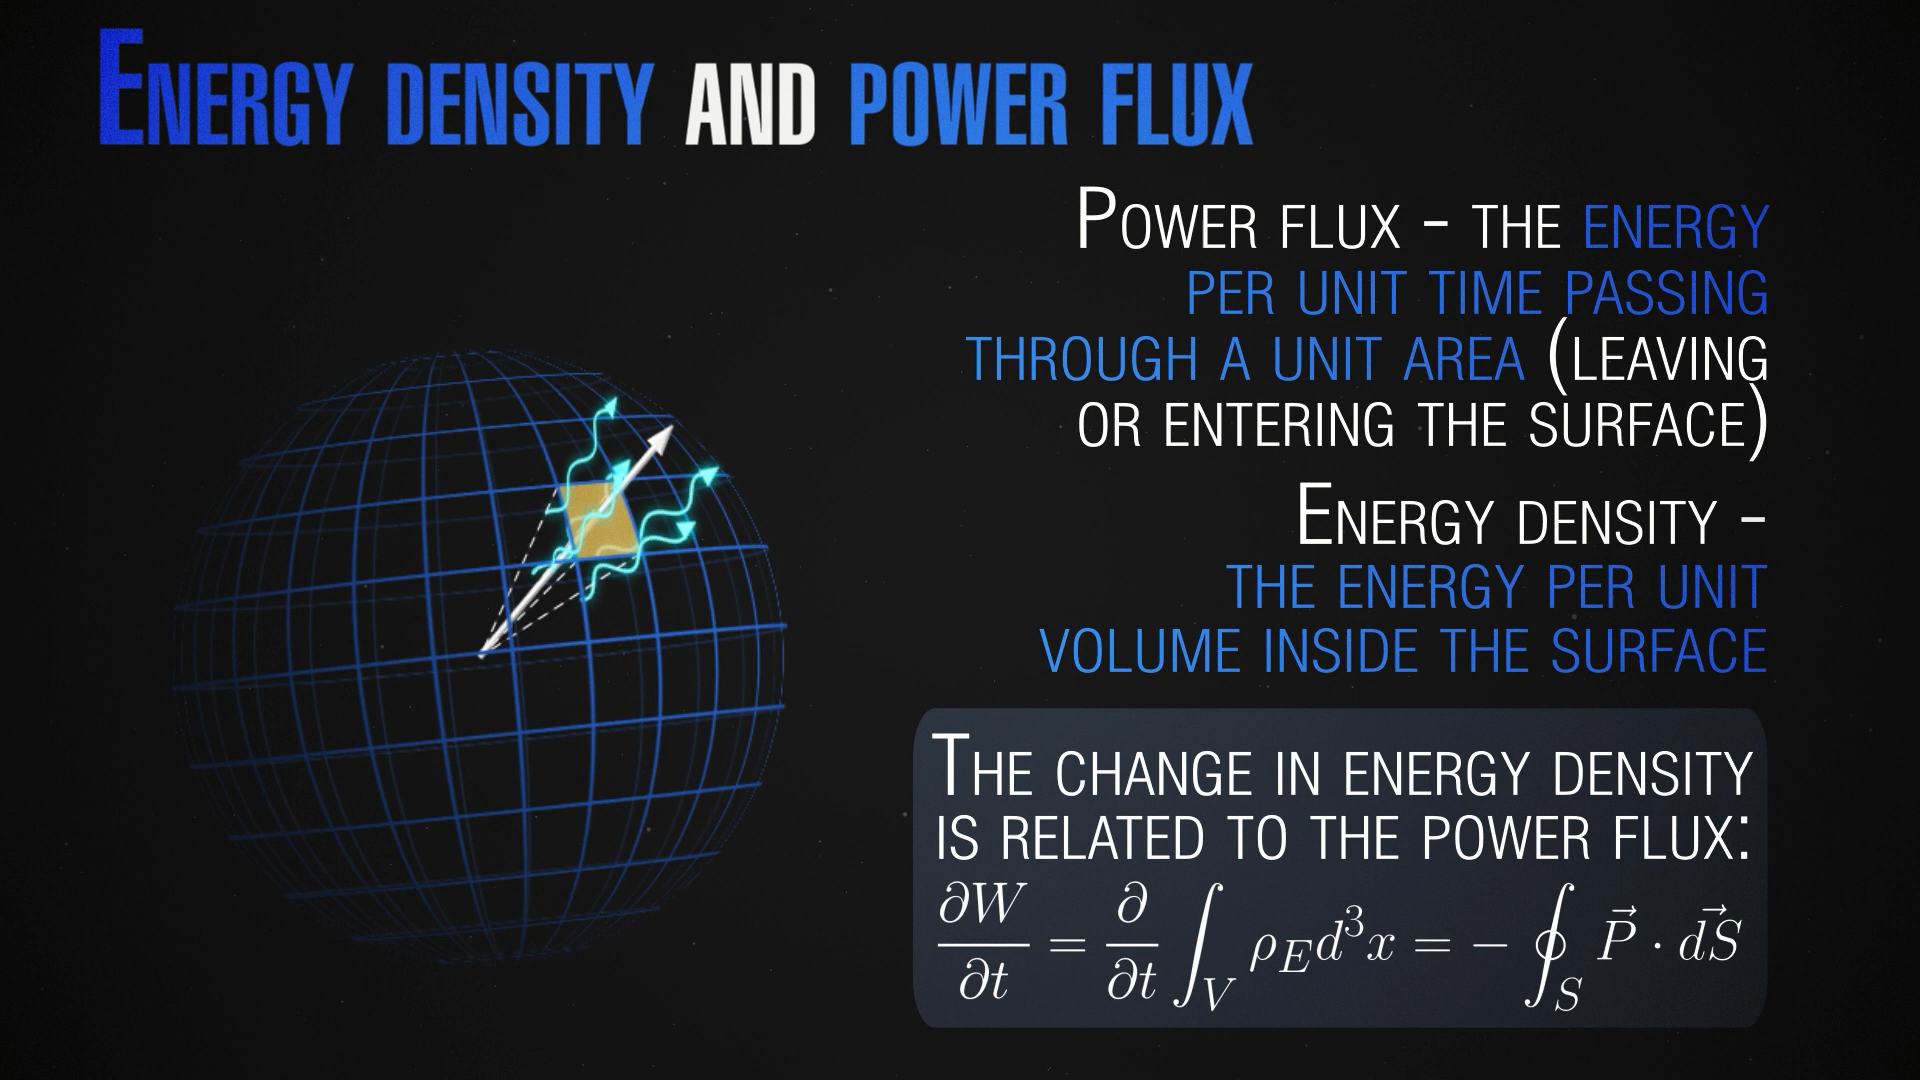 Energy density and power flux
Power flux - the energy
per unit time passing
through a unit area (leaving
or entering the surface)
Energy density -
the energy per unit
volume inside the surface
The change in energy density
is related to the power flux:
∂W/∂t = ∂/∂t ∫_V ρ_E d³x = − ∮_S P⃗ · dS⃗